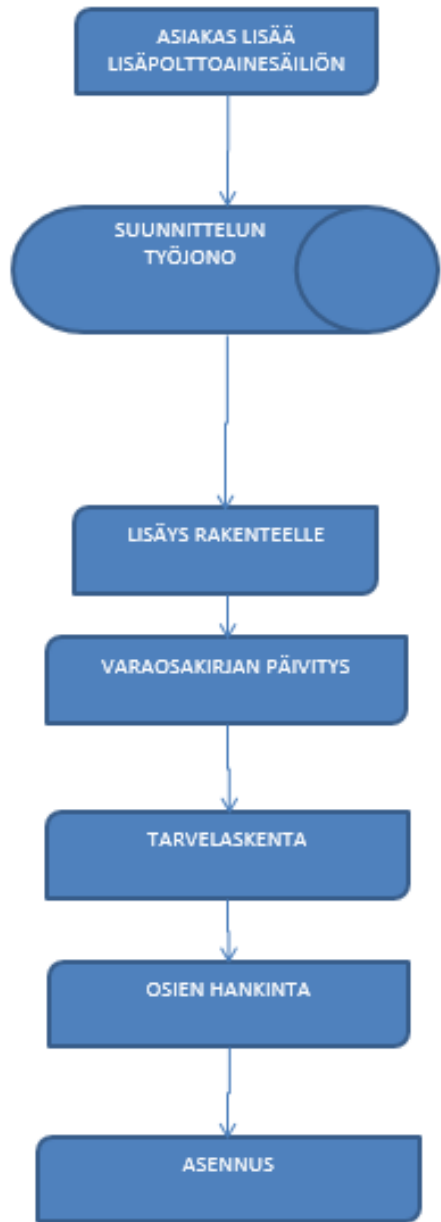 ASIAKAS LISÄÄ
LISÄPOLTTOAINESÄILIÖN
SUUNNITTELUN
TYÖJONO
LISÄYS RAKENTEELLE
VARAOSAKIRJAN PÄIVITYS
TARVELASKENTA
OSIEN HANKINTA
ASENNUS